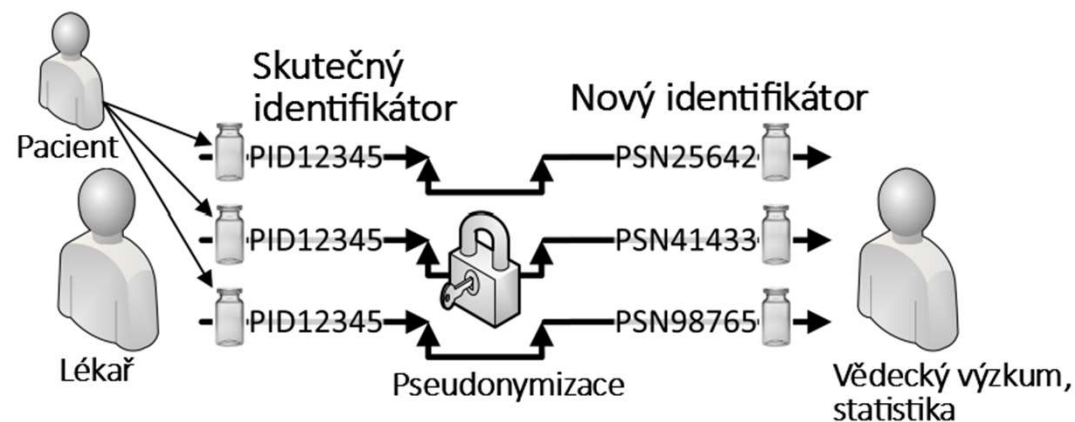 Skutečný
identifikátor
Nový identifikátor
Pacient
PID12345
PSN25642
PID12345
PSN41433
PID12345
PSN98765
Lékař
Pseudonymizace
Vědecký výzkum,
statistika